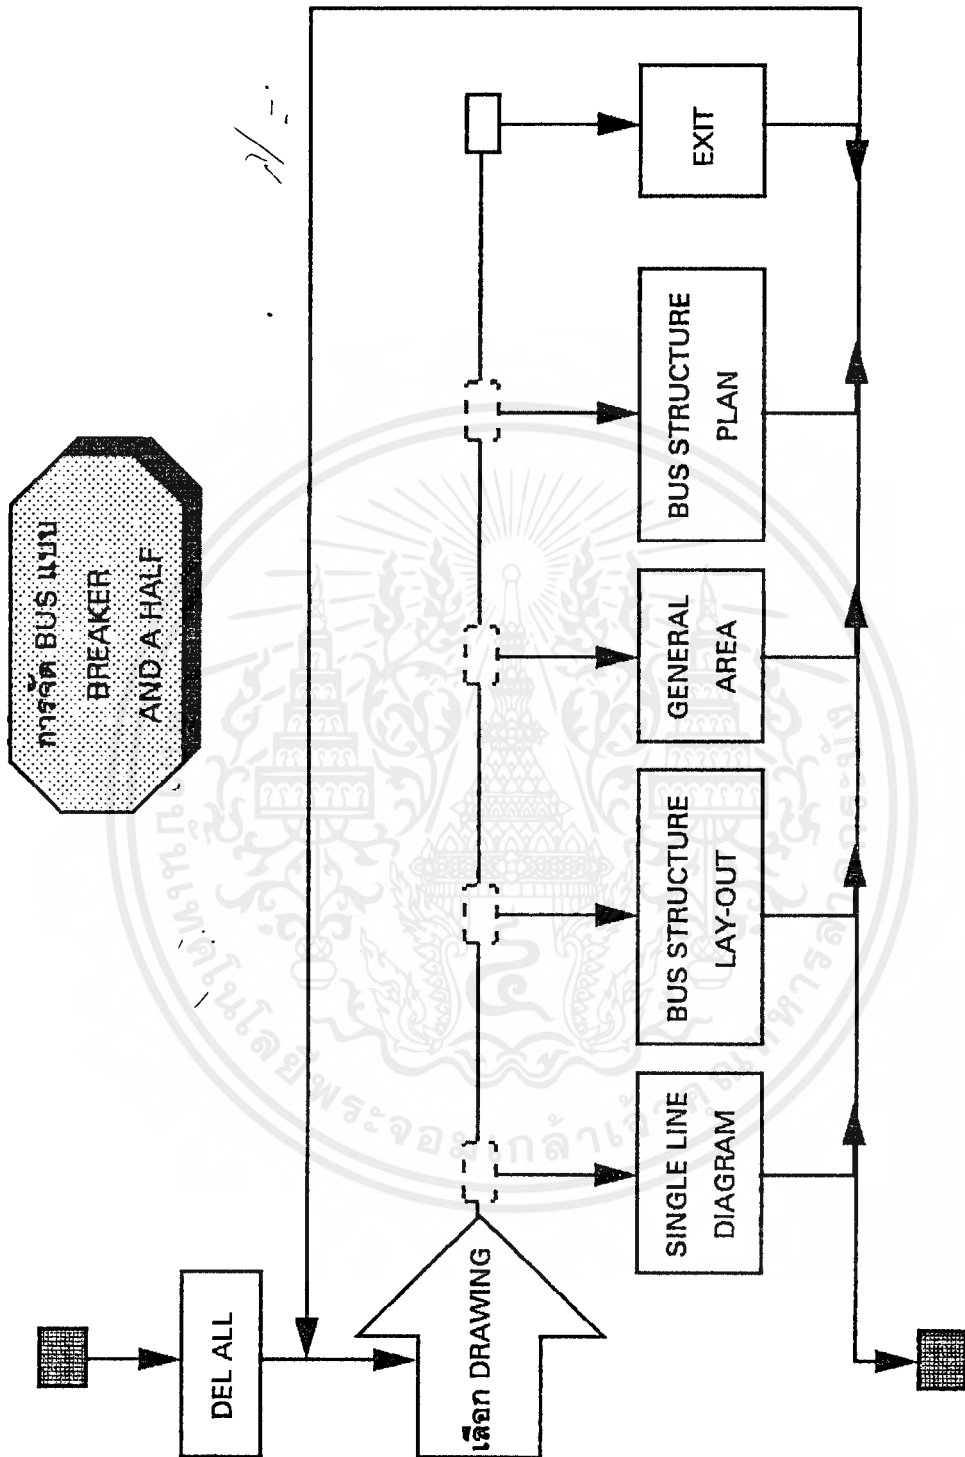 การจัด BUS แบบ
BREAKER
AND A HALF
DEL ALL
เลือก DRAWING
SINGLE LINE
DIAGRAM
BUS STRUCTURE
LAY-OUT
GENERAL
AREA
BUS STRUCTURE
PLAN
EXIT